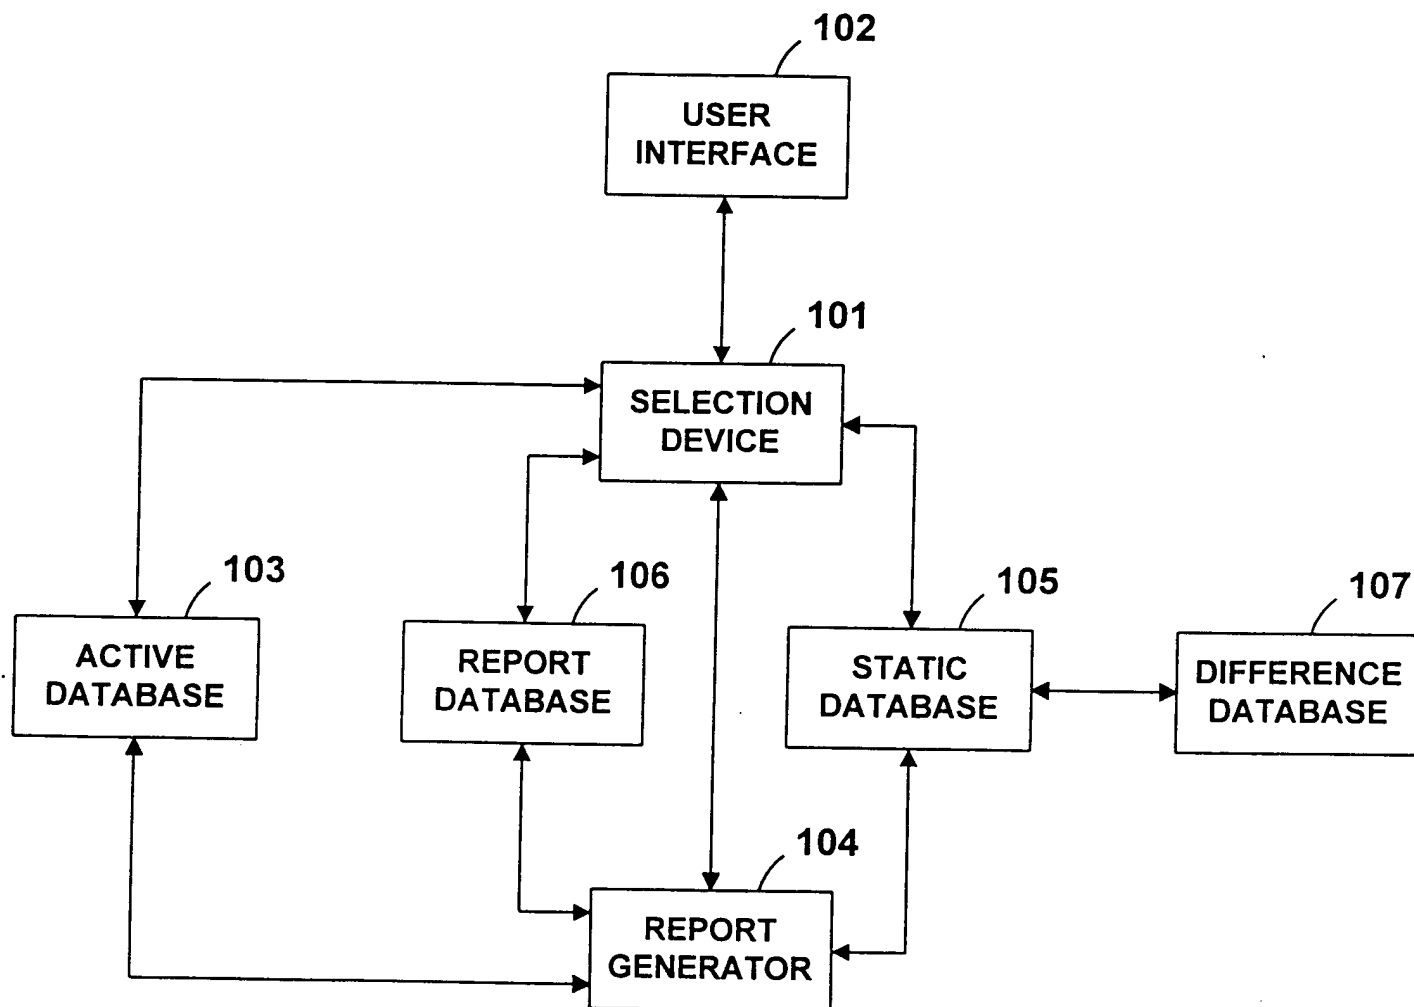 102
USER
INTERFACE
101
SELECTION
DEVICE
103
106
105
107
ACTIVE
DATABASE
REPORT
DATABASE
STATIC
DATABASE
DIFFERENCE
DATABASE
104
REPORT
GENERATOR